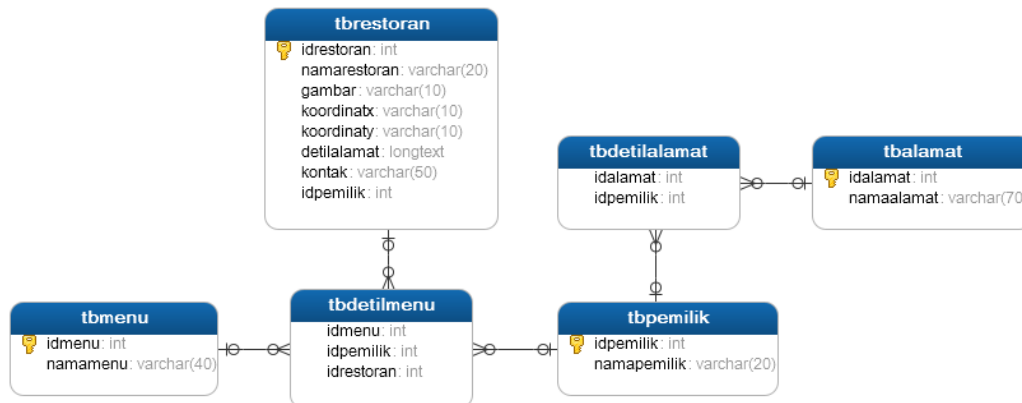 tbrestoran
idrestoran: int
namarestoran: varchar(20)
gambar: varchar(10)
koordinatx: varchar(10)
koordinaty: varchar(10)
detilalamat: longtext
kontak: varchar(50)
idpemilik: int
tbdetilalamat
idalamat: int
idpemilik: int
tbalamat
idalamat: int
namaalamat: varchar(70
tbmenu
idmenu: int
namamenu: varchar(40)
tbdetilmenu
idmenu: int
idpemilik: int
idrestoran: int
tbpemilik
idpemilik: int
namapemilik: varchar(20)